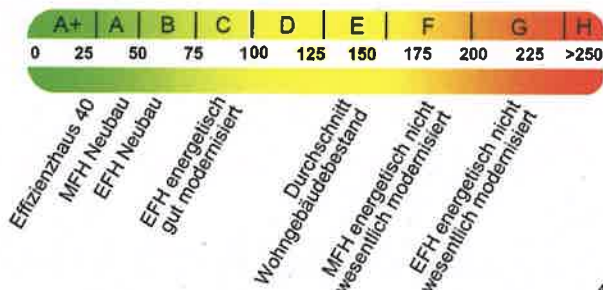 A+ A B C D E F G H
0 25 50 75 100 125 150 175 200 225 >250
Effizienzhaus 40
MFH Neubau
EFH Neubau
EFH energetisch
gut modernisiert
Durchschnitt
Wohngebäudebestand
MFH energetisch nicht
wesentlich modernisiert
EFH energetisch nicht
wesentlich modernisiert